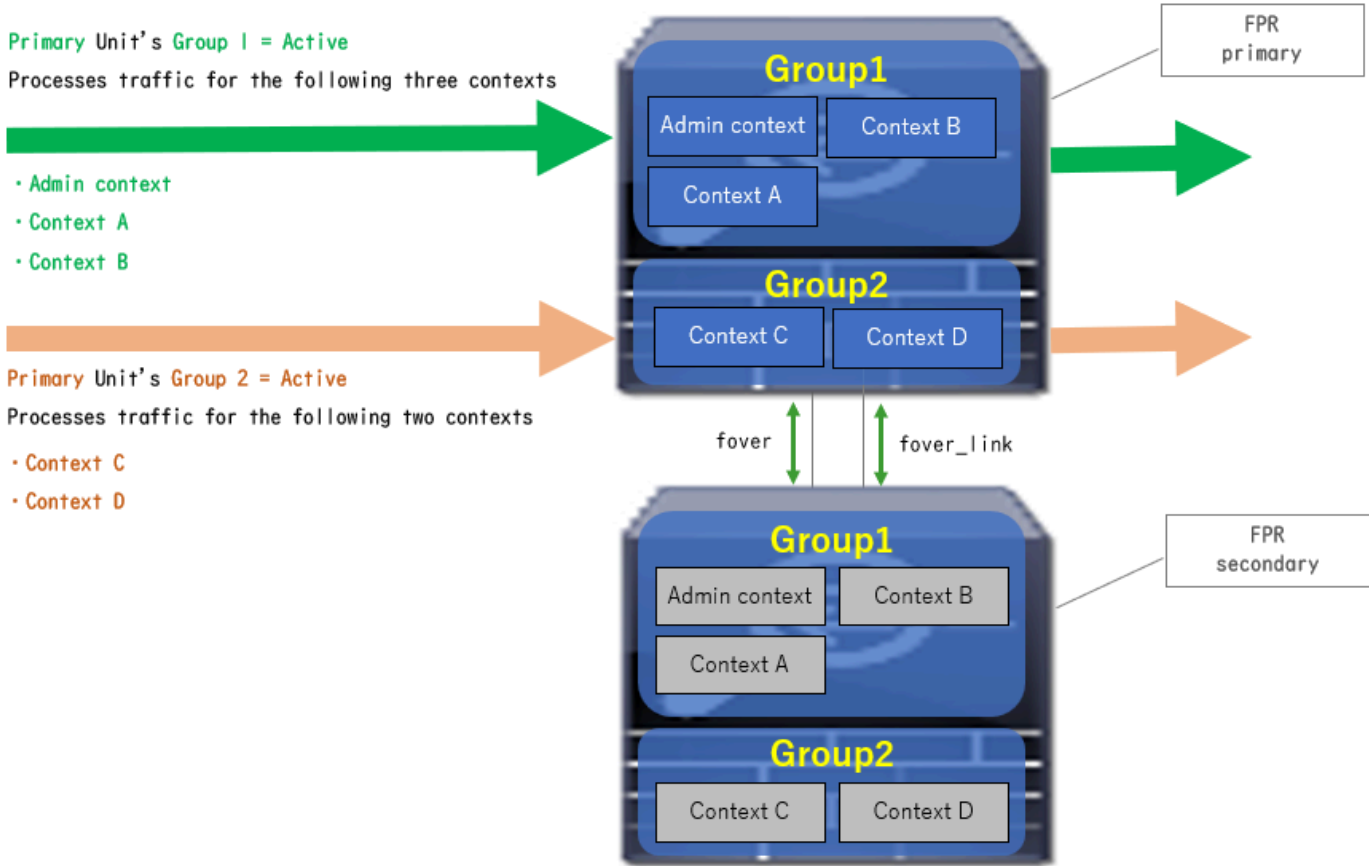 Primary Unit's Group 1 = Active
Processes traffic for the following three contexts
・Admin context
・Context A
・Context B
Primary Unit's Group 2 = Active
Processes traffic for the following two contexts
・Context C
・Context D
Group1
Admin context
Context B
Context A
Group2
Context C
Context D
FPR
primary
fover
fover_link
Group1
Admin context
Context B
Context A
Group2
Context C
Context D
FPR
secondary